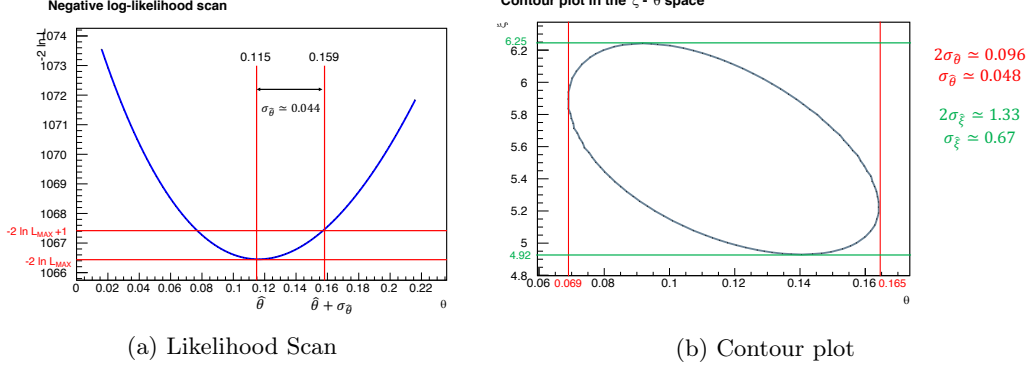 Negative log-likelihood scan
-2 ln L
1074
1073
1072
1071
1070
1069
1068
1067
1066
0.115
0.159
σ_θ̂ ≃ 0.044
-2 ln L_MAX +1
-2 ln L_MAX
0 0.02 0.04 0.06 0.08 0.1 0.12 0.14 0.16 0.18 0.2 0.22 θ
θ̂ θ̂ + σ_θ̂
(a) Likelihood Scan
Contour plot in the ξ - θ space
6.25
6.2
6
5.8
5.6
5.4
5.2
5
4.92
4.8
0.06 0.069 0.08 0.1 0.12 0.14 0.16 0.165 θ
2σ_θ̂ ≃ 0.096
σ_θ̂ ≃ 0.048
2σ_ξ̂ ≃ 1.33
σ_ξ̂ ≃ 0.67
(b) Contour plot